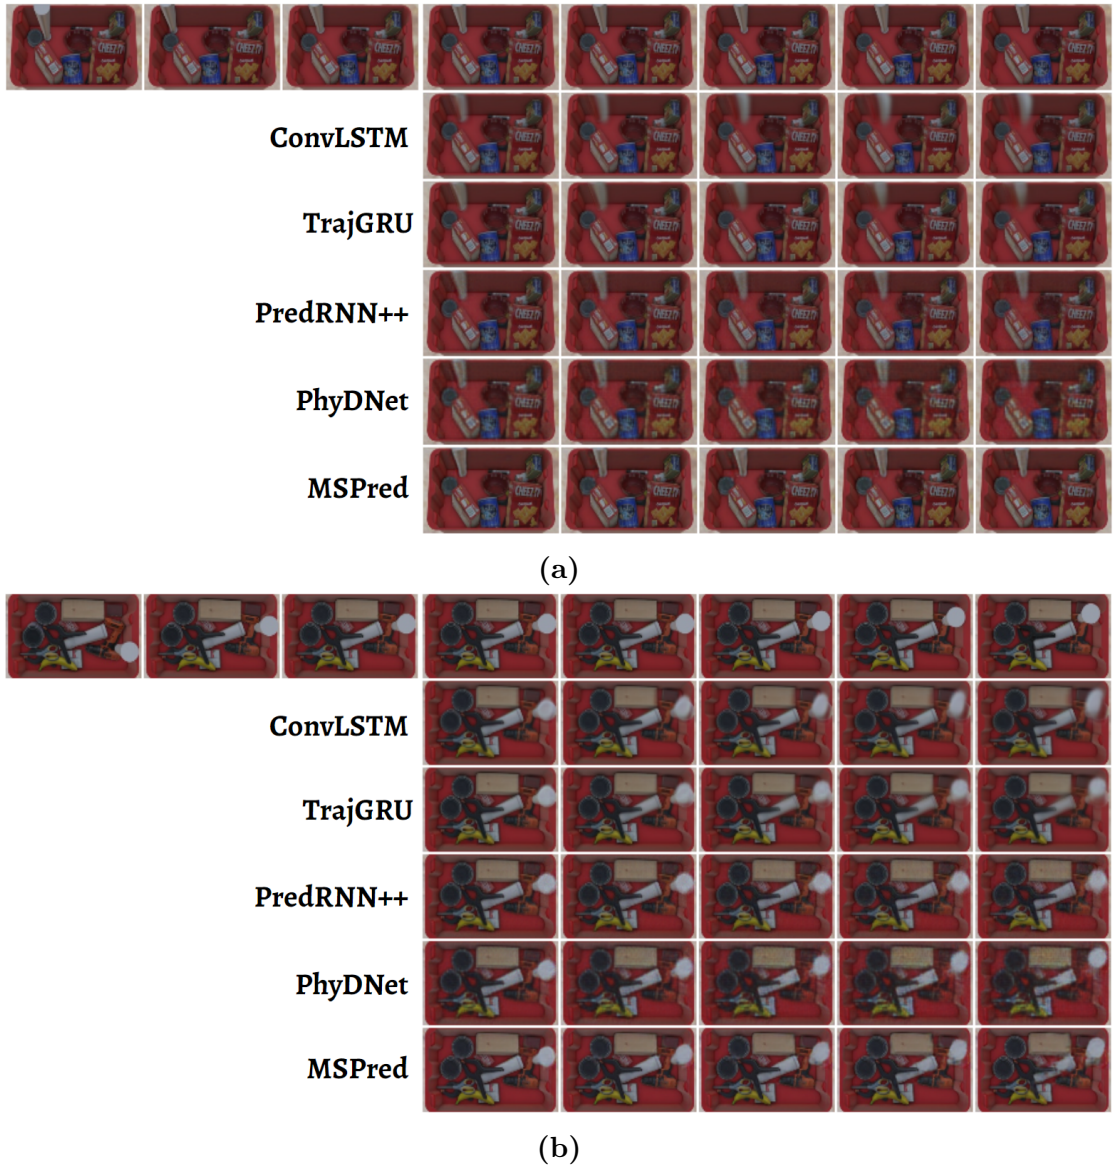 ConvLSTM
TrajGRU
PredRNN++
PhyDNet
MSPred
(a)
ConvLSTM
TrajGRU
PredRNN++
PhyDNet
MSPred
(b)